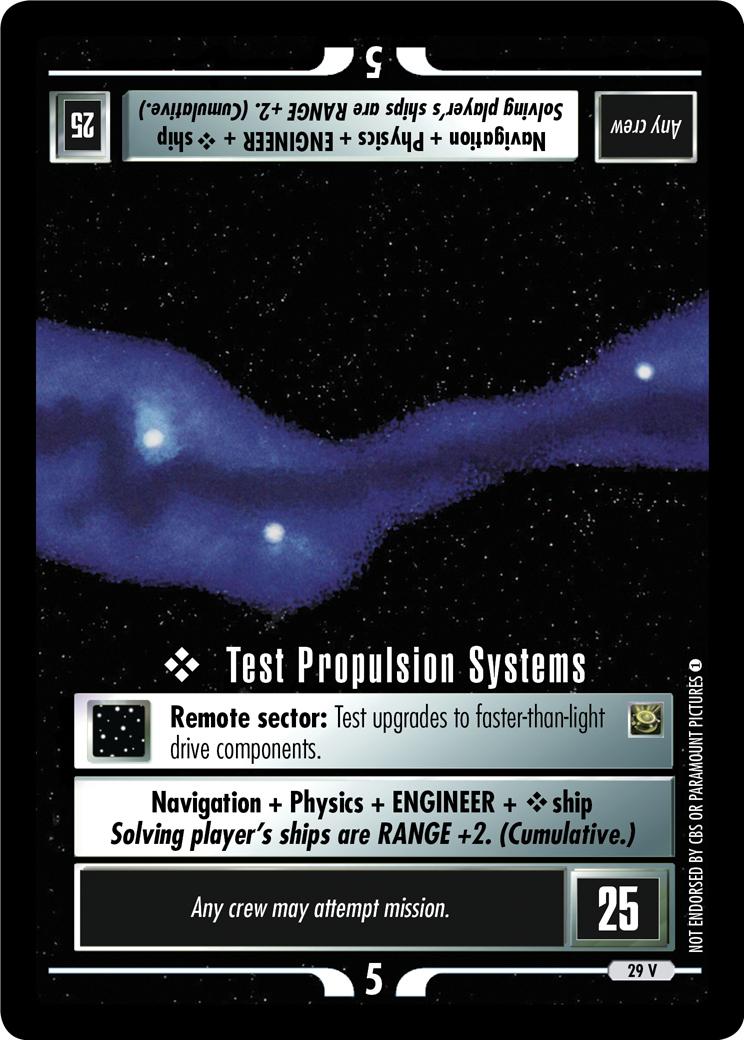 5
Any crew
Navigation + Physics + ENGINEER + ❖ ship
Solving player's ships are RANGE +2. (Cumulative.)
25
❖ Test Propulsion Systems
Remote sector: Test upgrades to faster-than-light
drive components.
Navigation + Physics + ENGINEER + ❖ ship
Solving player's ships are RANGE +2. (Cumulative.)
Any crew may attempt mission.
25
5
29 V
NOT ENDORSED BY CBS OR PARAMOUNT PICTURES 1